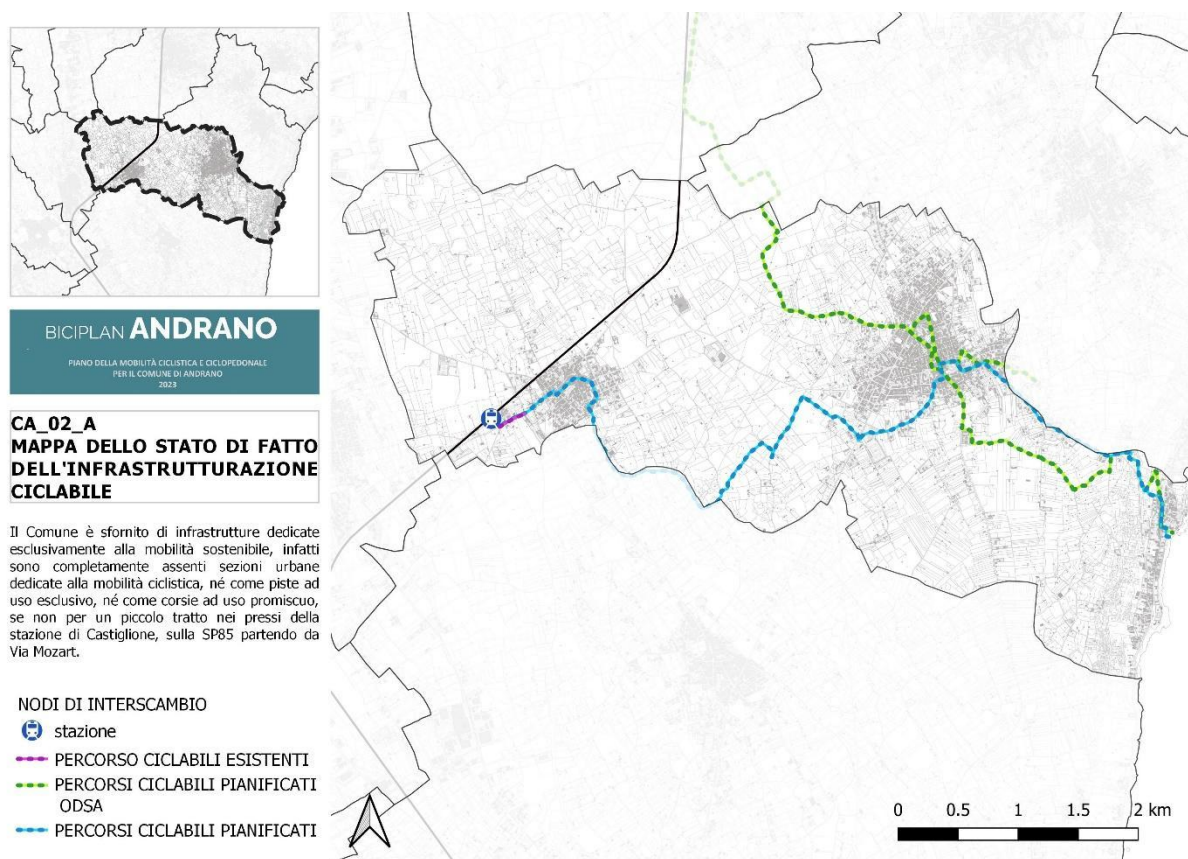 BICIPLAN ANDRANO
PIANO DELLA MOBILITÀ CICLISTICA E CICLOPEDONALE
PER IL COMUNE DI ANDRANO
2023
CA_02_A
MAPPA DELLO STATO DI FATTO
DELL'INFRASTRUTTURAZIONE
CICLABILE
Il Comune è sfornito di infrastrutture dedicate
esclusivamente alla mobilità sostenibile, infatti
sono completamente assenti sezioni urbane
dedicate alla mobilità ciclistica, né come piste ad
uso esclusivo, né come corsie ad uso promiscuo,
se non per un piccolo tratto nei pressi della
stazione di Castiglione, sulla SP85 partendo da
Via Mozart.
NODI DI INTERSCAMBIO
stazione
PERCORSO CICLABILI ESISTENTI
PERCORSI CICLABILI PIANIFICATI
ODSA
PERCORSI CICLABILI PIANIFICATI
0 0.5 1 1.5 2 km